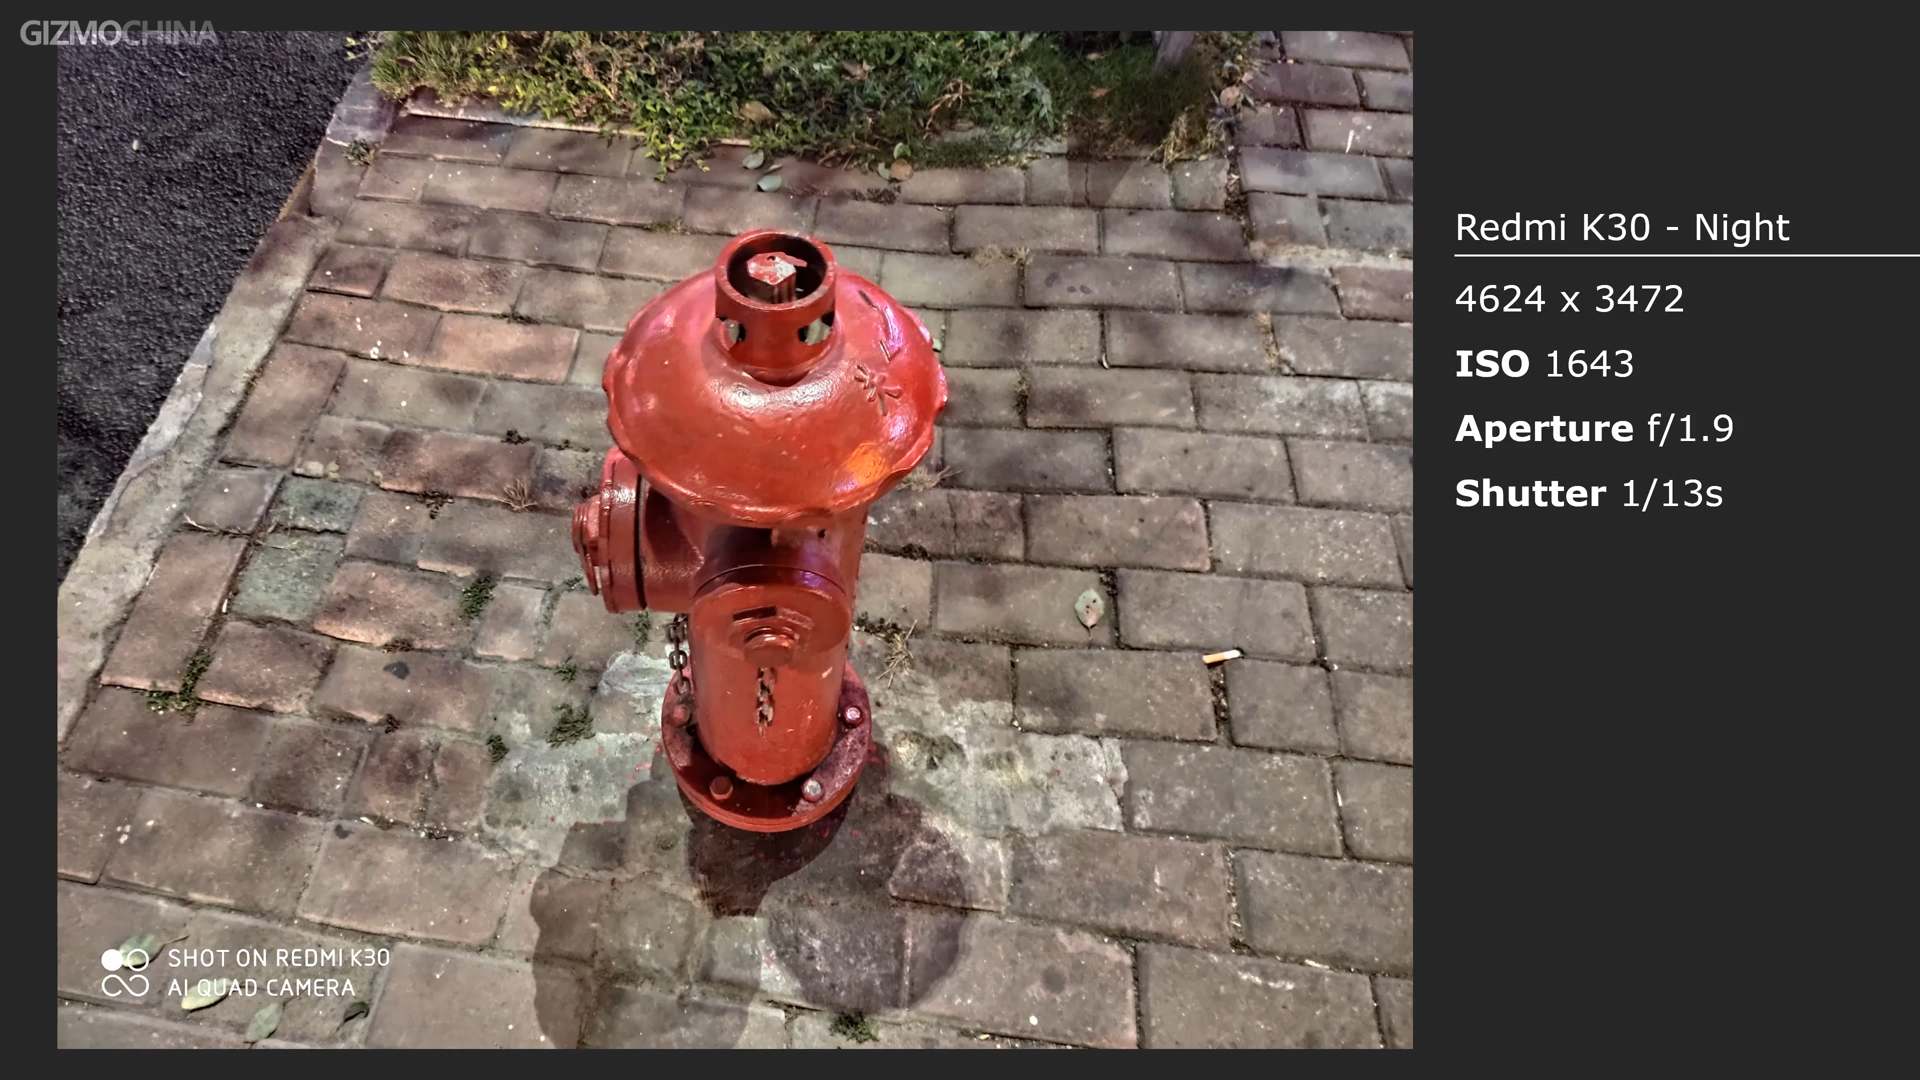 GIZMOCHINA
Redmi K30 - Night
4624 x 3472
ISO 1643
Aperture f/1.9
Shutter 1/13s
水
SHOT ON REDMI K30
AI QUAD CAMERA